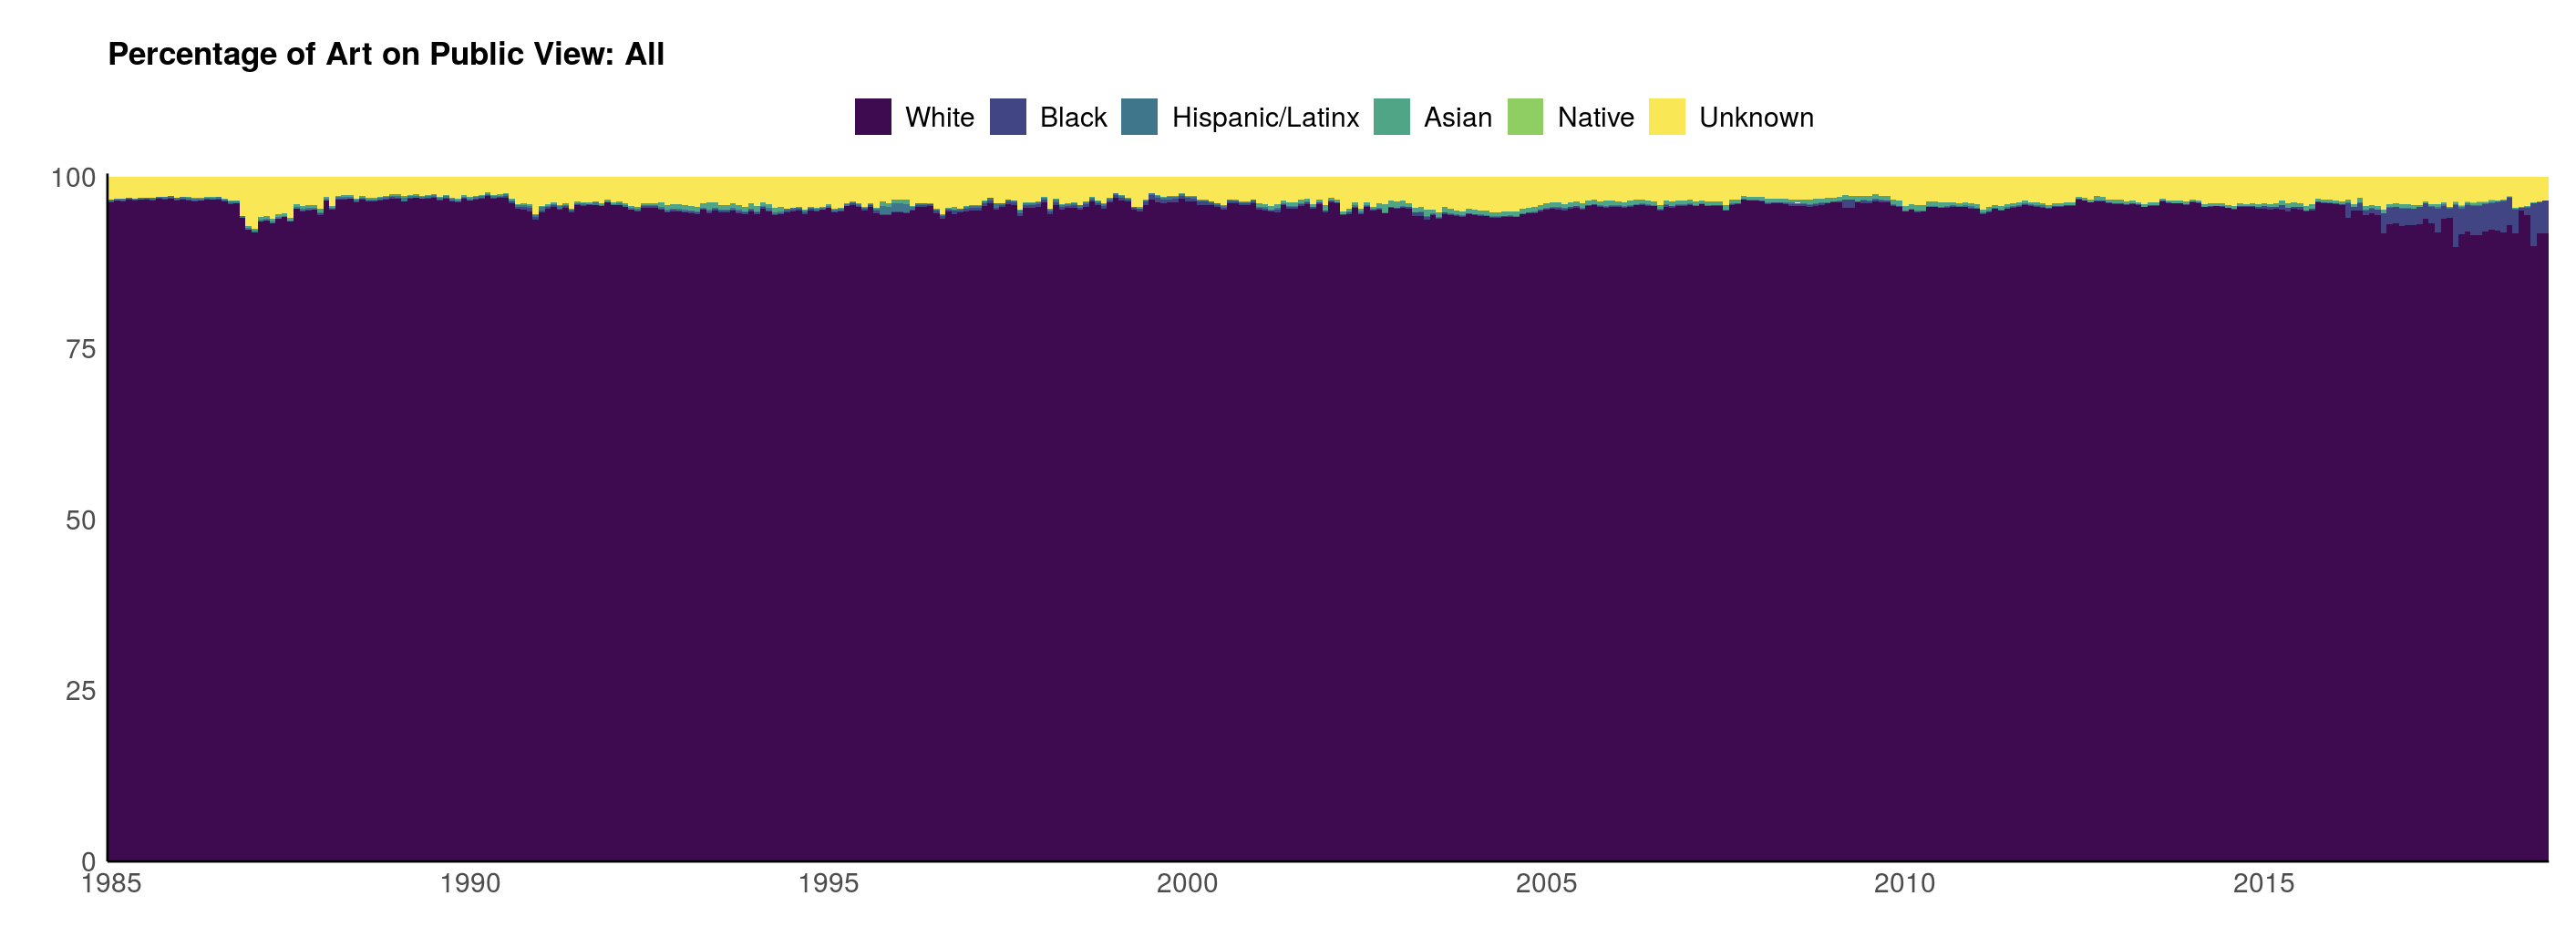 Percentage of Art on Public View: All
White Black Hispanic/Latinx Asian Native Unknown
100
75
50
25
0
1985 1990 1995 2000 2005 2010 2015